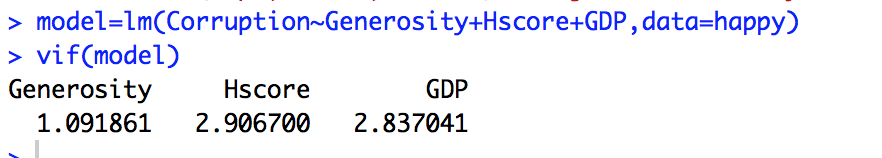 > model=lm(Corruption~Generosity+Hscore+GDP,data=happy)
> vif(model)
Generosity Hscore GDP
1.091861 2.906700 2.837041
>